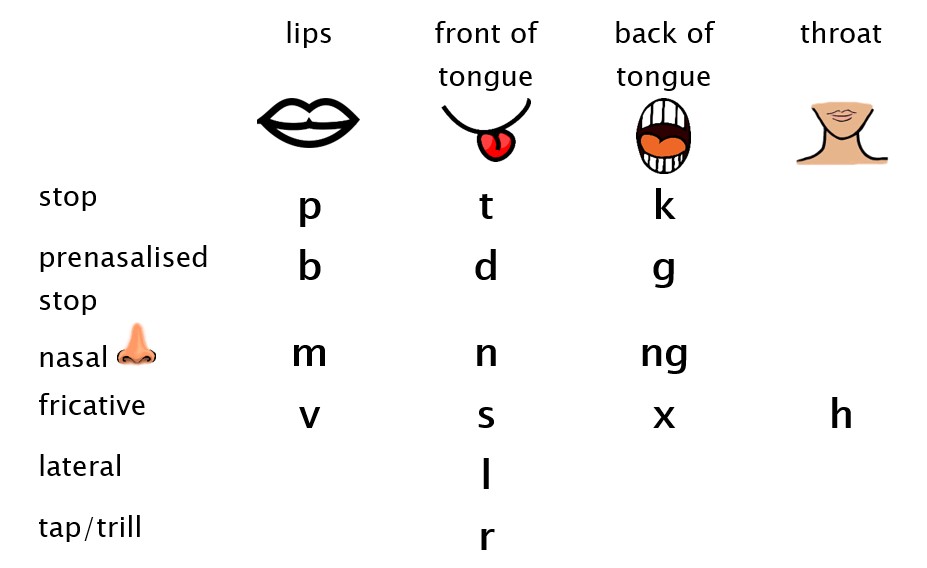 lips front of back of throat
tongue tongue
stop p t k
prenasalised b d g
stop
nasal m n ng
fricative v s x h
lateral l
tap/trill r